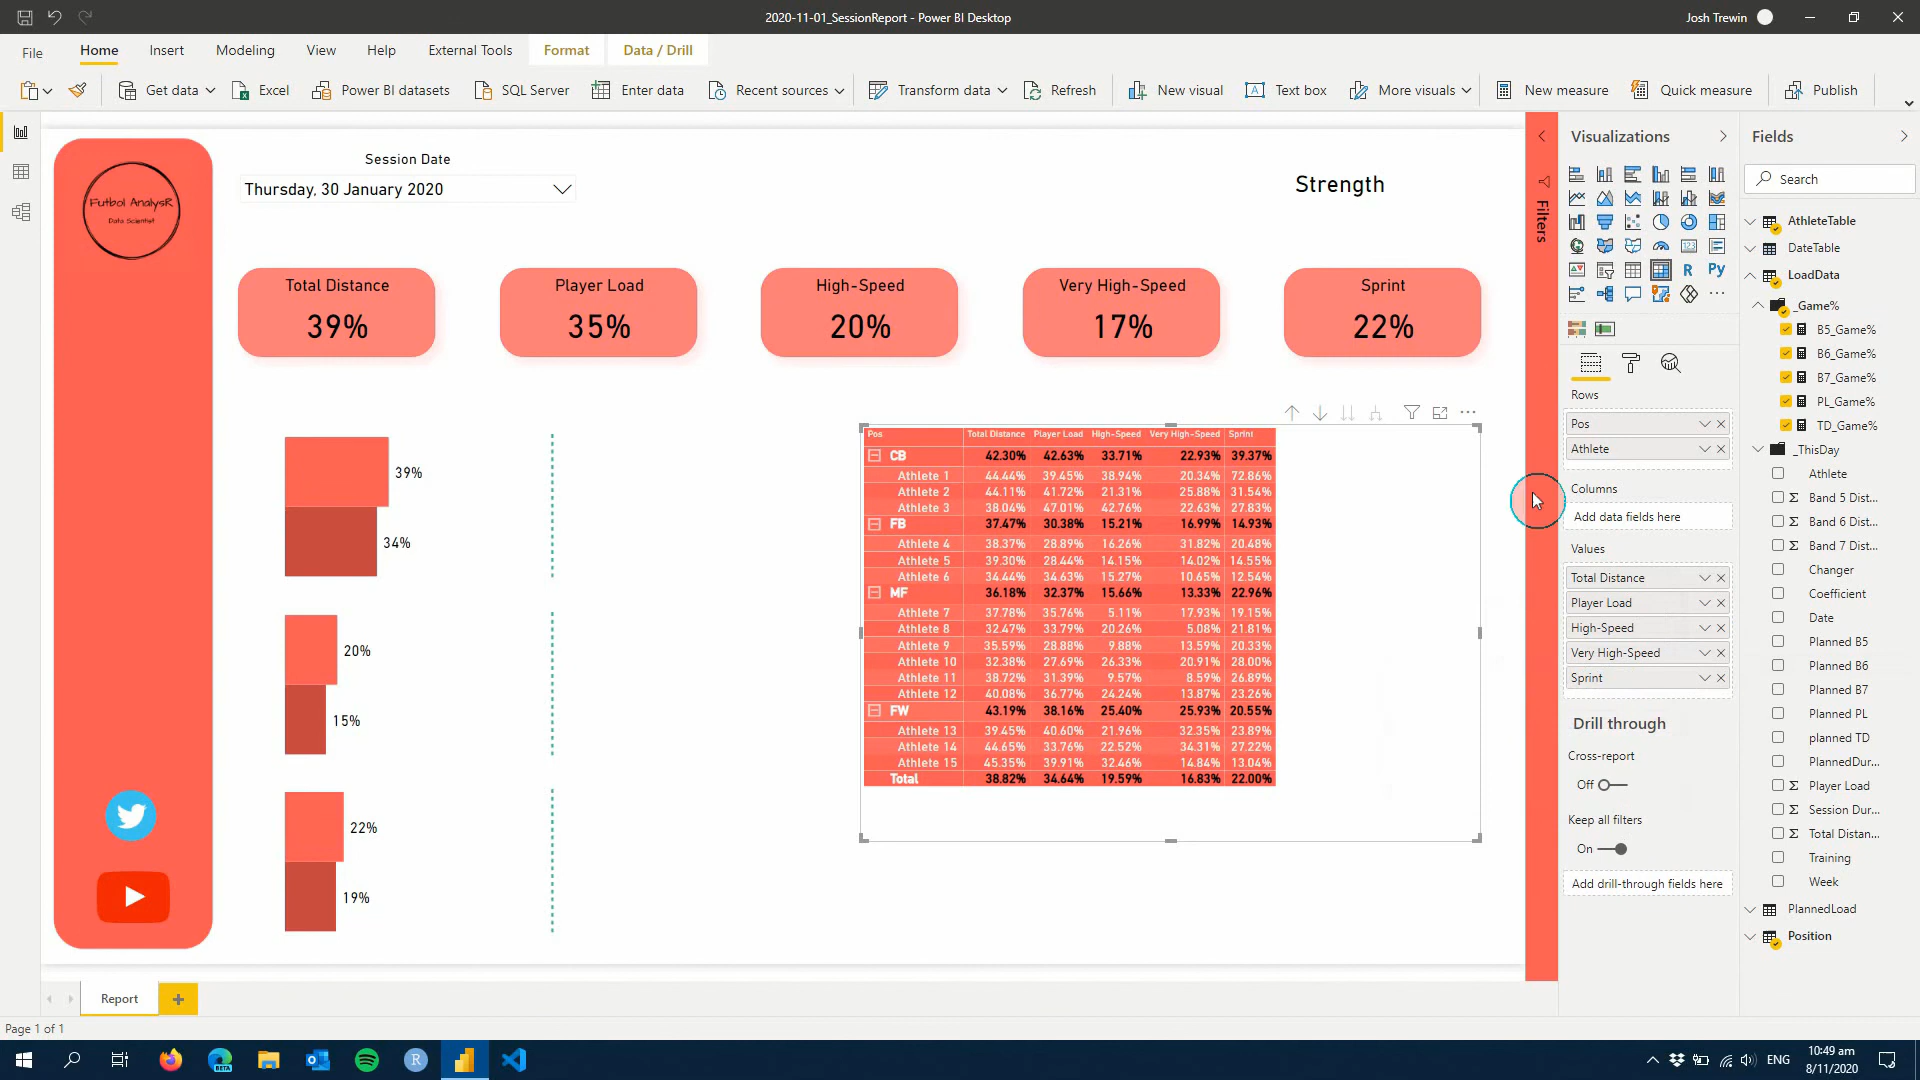 2020-11-01_SessionReport - Power BI Desktop
Josh Trewin
File
Home
Insert
Modeling
View
Help
External Tools
Format
Data / Drill
Get data
Excel
Power BI datasets
SQL Server
Enter data
Recent sources
Transform data
Refresh
New visual
Text box
More visuals
New measure
Quick measure
Publish
Futbol AnalysR
Data Scientist
Session Date
Thursday, 30 January 2020
Strength
Total Distance
39%
Player Load
35%
High-Speed
20%
Very High-Speed
17%
Sprint
22%
39%
34%
20%
15%
22%
19%
Pos Total Distance Player Load High-Speed Very High-Speed Sprint
CB 42.30% 42.63% 33.71% 22.93% 39.37%
Athlete 1 44.44% 39.45% 38.94% 20.34% 72.86%
Athlete 2 44.11% 41.72% 21.31% 25.88% 31.54%
Athlete 3 38.04% 47.01% 42.76% 22.63% 27.83%
FB 37.47% 30.38% 15.21% 16.99% 14.93%
Athlete 4 38.37% 28.89% 16.26% 31.82% 20.48%
Athlete 5 39.30% 28.44% 14.15% 14.02% 14.55%
Athlete 6 34.44% 34.63% 15.27% 10.65% 12.54%
MF 36.18% 32.37% 15.66% 13.33% 22.96%
Athlete 7 37.78% 35.76% 5.11% 17.93% 19.15%
Athlete 8 32.47% 33.79% 20.26% 5.08% 21.81%
Athlete 9 35.59% 28.88% 9.88% 13.59% 20.33%
Athlete 10 32.38% 27.69% 26.33% 20.91% 28.00%
Athlete 11 38.72% 31.39% 9.57% 8.59% 26.89%
Athlete 12 40.08% 36.77% 24.24% 13.87% 23.26%
FW 43.19% 38.16% 25.40% 25.93% 20.55%
Athlete 13 39.45% 40.60% 21.96% 32.35% 23.89%
Athlete 14 44.65% 33.76% 22.52% 34.31% 27.22%
Athlete 15 45.35% 39.91% 32.46% 14.84% 13.04%
Total 38.82% 34.64% 19.59% 16.83% 22.00%
Filters
Visualizations
R
Py
123
Rows
Pos
Athlete
Columns
Add data fields here
Values
Total Distance
Player Load
High-Speed
Very High-Speed
Sprint
Drill through
Cross-report
Off
Keep all filters
On
Add drill-through fields here
Fields
Search
AthleteTable
DateTable
LoadData
_Game%
B5_Game%
B6_Game%
B7_Game%
PL_Game%
TD_Game%
_ThisDay
Athlete
Band 5 Dist...
Band 6 Dist...
Band 7 Dist...
Changer
Coefficient
Date
Planned B5
Planned B6
Planned B7
Planned PL
planned TD
PlannedDur...
Player Load
Session Dur...
Total Distan...
Training
Week
PlannedLoad
Position
Report
Page 1 of 1
BETA
R
ENG
10:49 am
8/11/2020